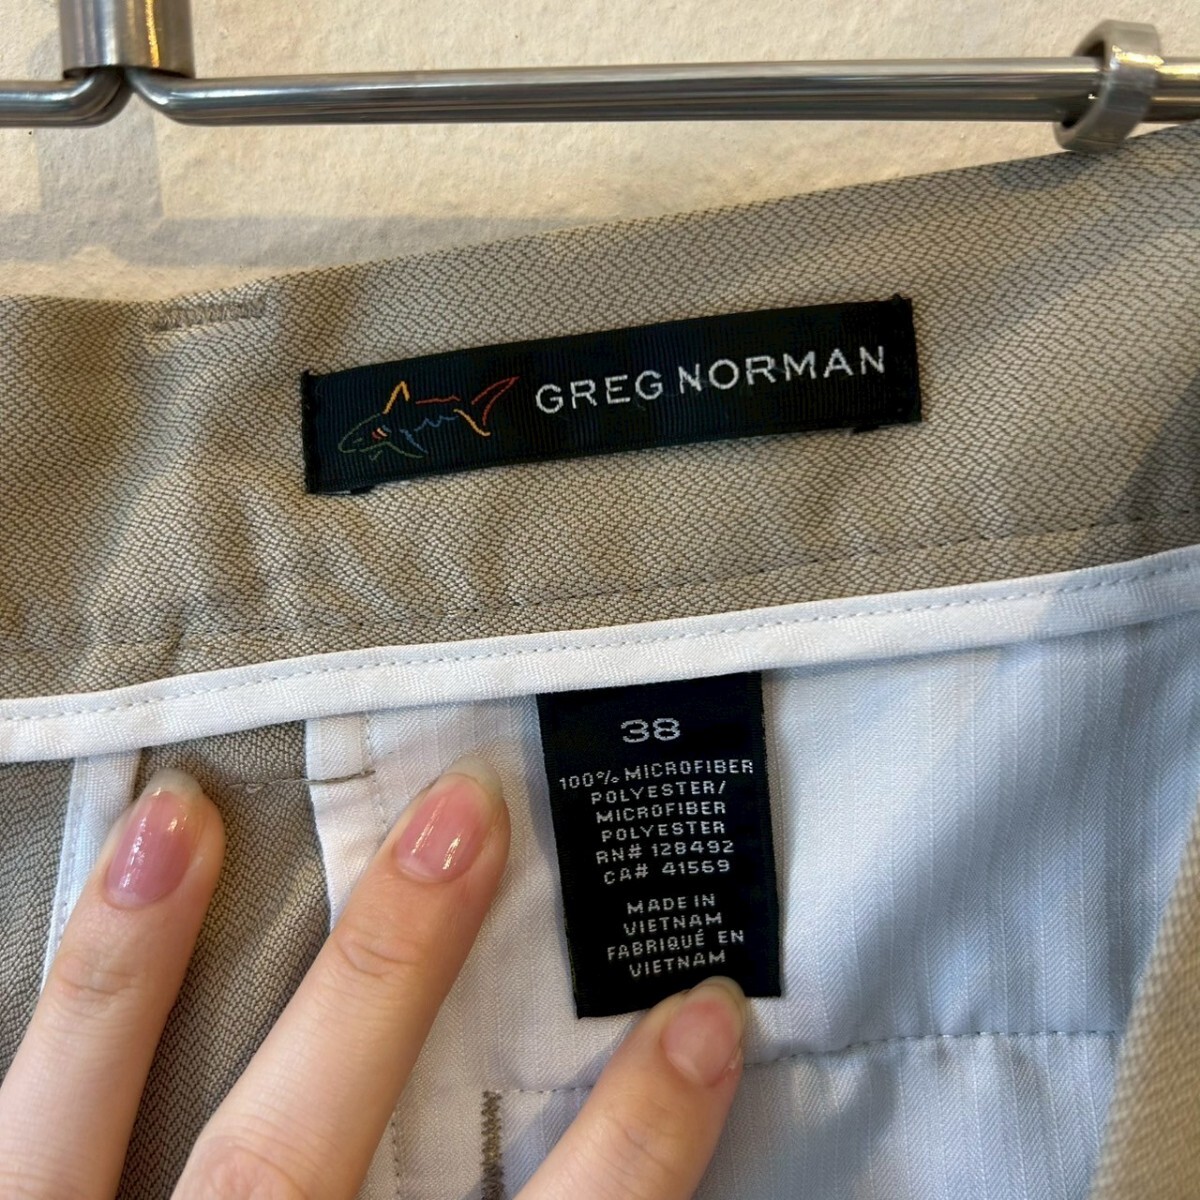 GREG NORMAN
38
100% MICROFIBER
POLYESTER/
MICROFIBER
POLYESTER
RN# 128492
CA# 41569
MADE IN
VIETNAM
FABRIQUÉ EN
VIETNAM